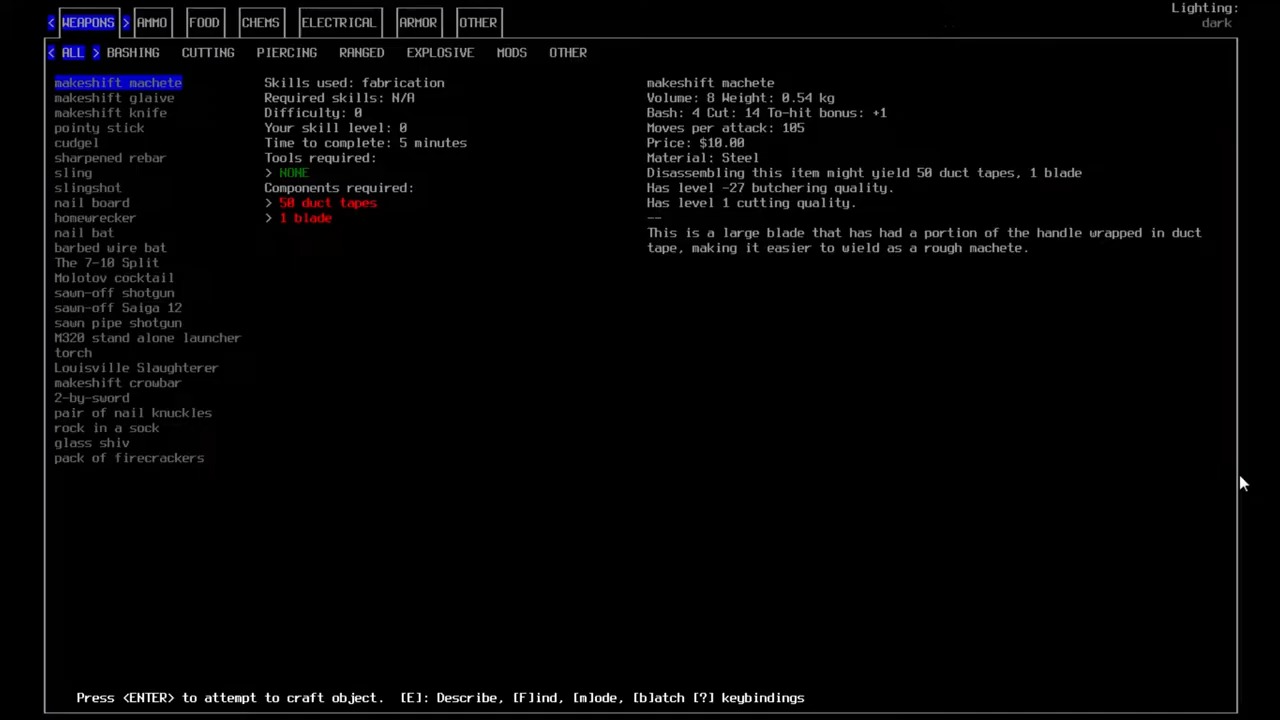 Lighting:
dark
< WEAPONS > AMMO FOOD CHEMS ELECTRICAL ARMOR OTHER
< ALL > BASHING CUTTING PIERCING RANGED EXPLOSIVE MODS OTHER
makeshift machete
makeshift glaive
makeshift knife
pointy stick
cudgel
sharpened rebar
sling
slingshot
nail board
homewrecker
nail bat
barbed wire bat
The 7-10 Split
Molotov cocktail
sawn-off shotgun
sawn-off Saiga 12
sawn pipe shotgun
M320 stand alone launcher
torch
Louisville Slaughterer
makeshift crowbar
2-by-sword
pair of nail knuckles
rock in a sock
glass shiv
pack of firecrackers
Skills used: fabrication
Required skills: N/A
Difficulty: 0
Your skill level: 0
Time to complete: 5 minutes
Tools required:
> NONE
Components required:
> 50 duct tapes
> 1 blade
makeshift machete
Volume: 8 Weight: 0.54 kg
Bash: 4 Cut: 14 To-hit bonus: +1
Moves per attack: 105
Price: $10.00
Material: Steel
Disassembling this item might yield 50 duct tapes, 1 blade
Has level -27 butchering quality.
Has level 1 cutting quality.
--
This is a large blade that has had a portion of the handle wrapped in duct
tape, making it easier to wield as a rough machete.
Press <ENTER> to attempt to craft object. [E]: Describe, [F]ind, [m]ode, [b]atch [?] keybindings